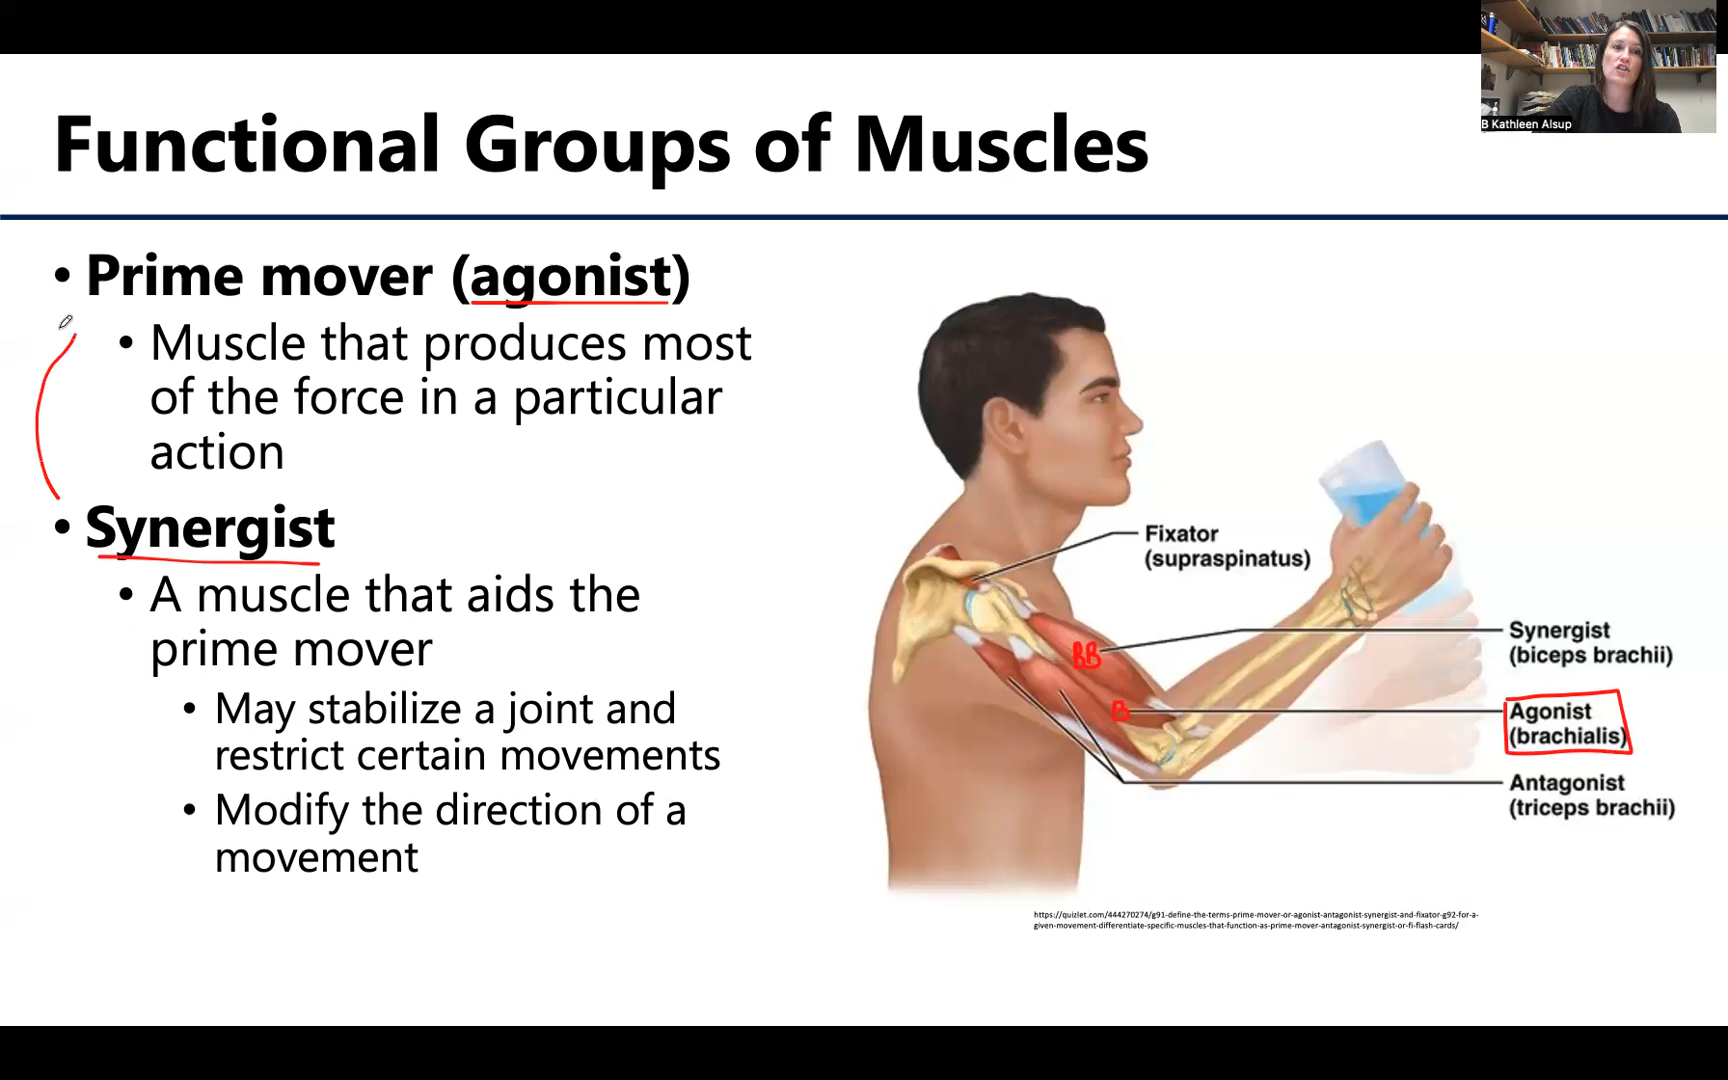 B Kathleen Alsup
Functional Groups of Muscles
• Prime mover (agonist)
• Muscle that produces most
of the force in a particular
action
• Synergist
• A muscle that aids the
prime mover
• May stabilize a joint and
restrict certain movements
• Modify the direction of a
movement
Fixator
(supraspinatus)
BB
Synergist
(biceps brachii)
B
Agonist
(brachialis)
Antagonist
(triceps brachii)
https://quizlet.com/444270274/g91-define-the-terms-prime-mover-or-agonist-antagonist-synergist-and-fixator-g92-for-a-
given-movement-differentiate-specific-muscles-that-function-as-prime-mover-antagonist-synergist-or-fi-flash-cards/